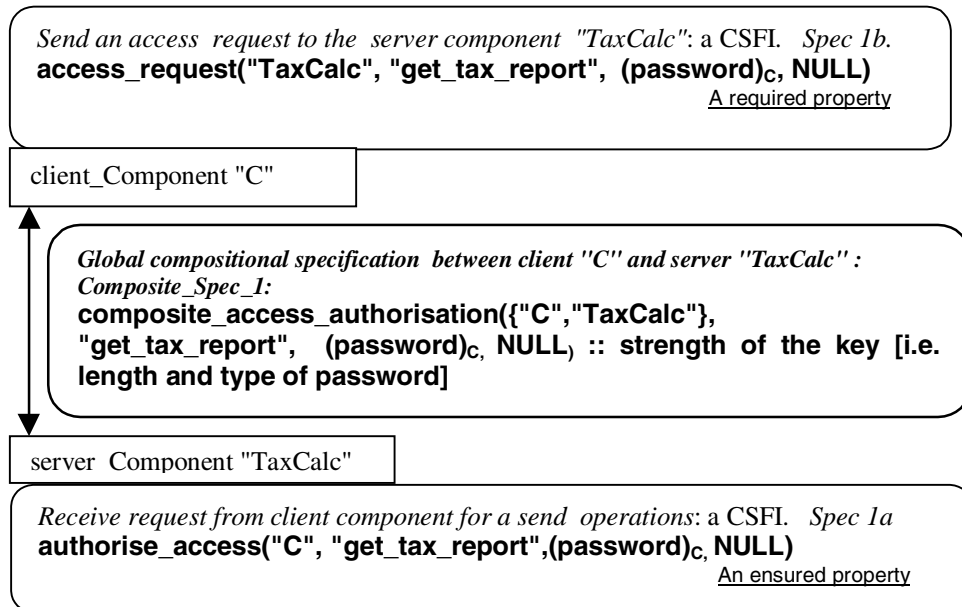 Send an access request to the server component "TaxCalc": a CSFI. Spec 1b.
access_request("TaxCalc", "get_tax_report", (password)C, NULL)
A required property
client_Component "C"
Global compositional specification between client "C" and server "TaxCalc" :
Composite_Spec_1:
composite_access_authorisation({"C","TaxCalc"},
"get_tax_report", (password)C, NULL) :: strength of the key [i.e.
length and type of password]
server Component "TaxCalc"
Receive request from client component for a send operations: a CSFI. Spec 1a
authorise_access("C", "get_tax_report",(password)C, NULL)
An ensured property